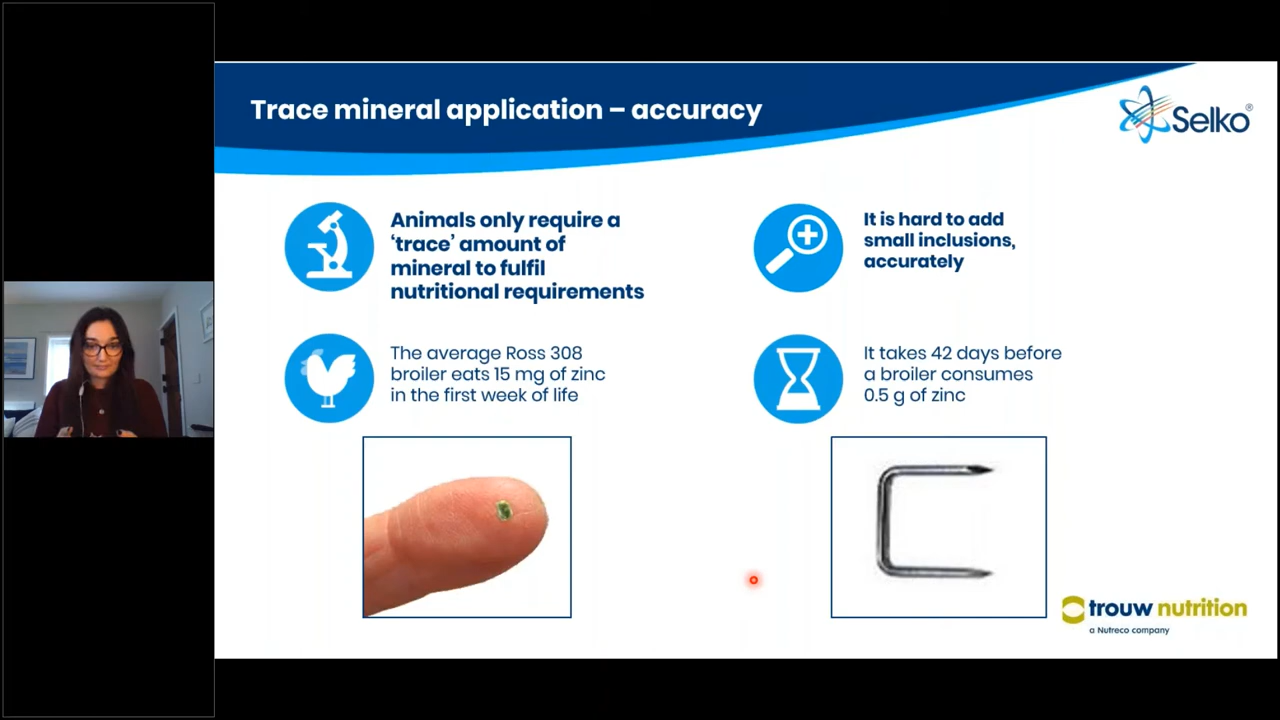 Trace mineral application – accuracy
Selko®
Animals only require a
‘trace’ amount of
mineral to fulfil
nutritional requirements
It is hard to add
small inclusions,
accurately
The average Ross 308
broiler eats 15 mg of zinc
in the first week of life
It takes 42 days before
a broiler consumes
0.5 g of zinc
trouw nutrition
a Nutreco company